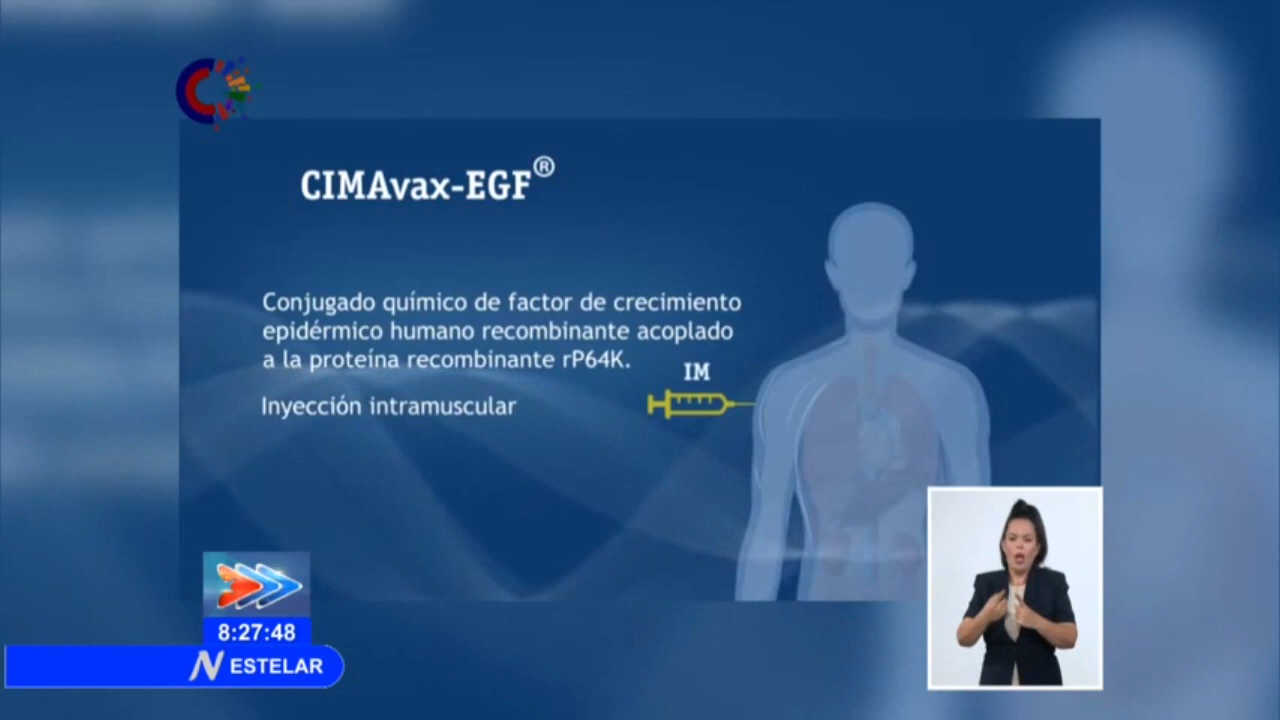 CIMAvax-EGF®
Conjugado químico de factor de crecimiento
epidérmico humano recombinante acoplado
a la proteína recombinante rP64K.
IM
Inyección intramuscular
8:27:48
N ESTELAR